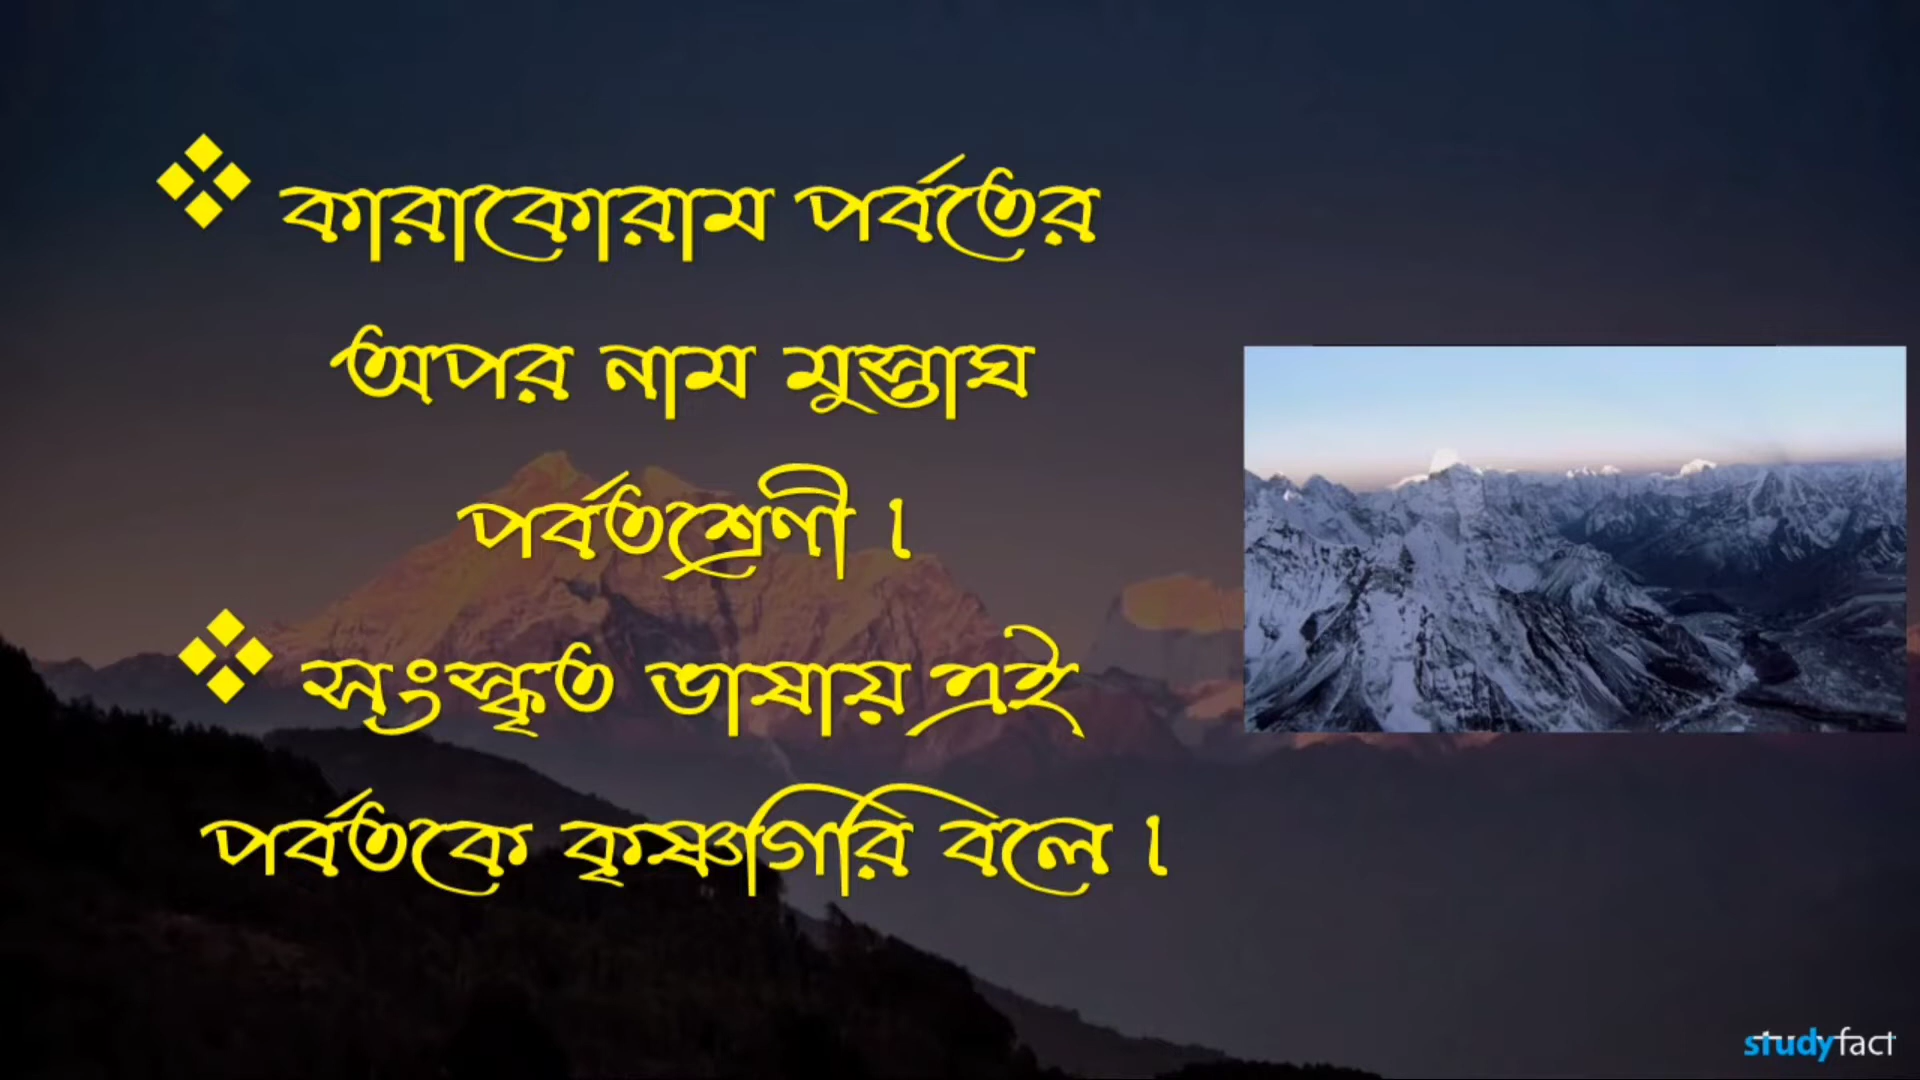 ❖ কারাকোরাম পর্বতের
অপর নাম মুস্তাঘ
পর্বতশ্রেণী ।
❖ সংস্কৃত ভাষায় এই
পর্বতকে কৃষ্ণগিরি বলে ।
studyfact